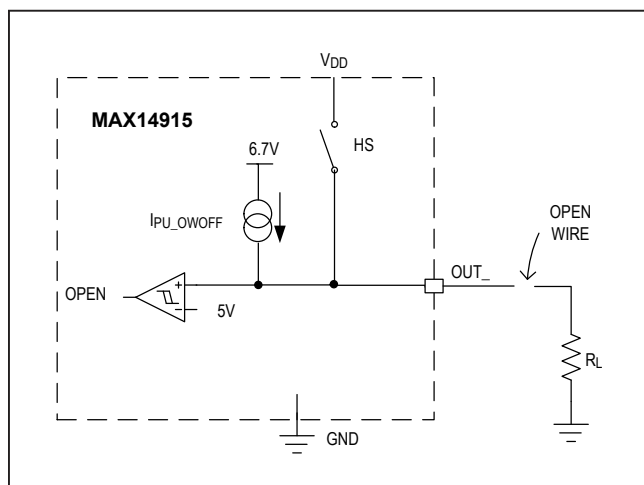 VDD
MAX14915
HS
6.7V
IPU_OWOFF
OPEN
WIRE
OUT_
OPEN
+
5V
−
RL
GND